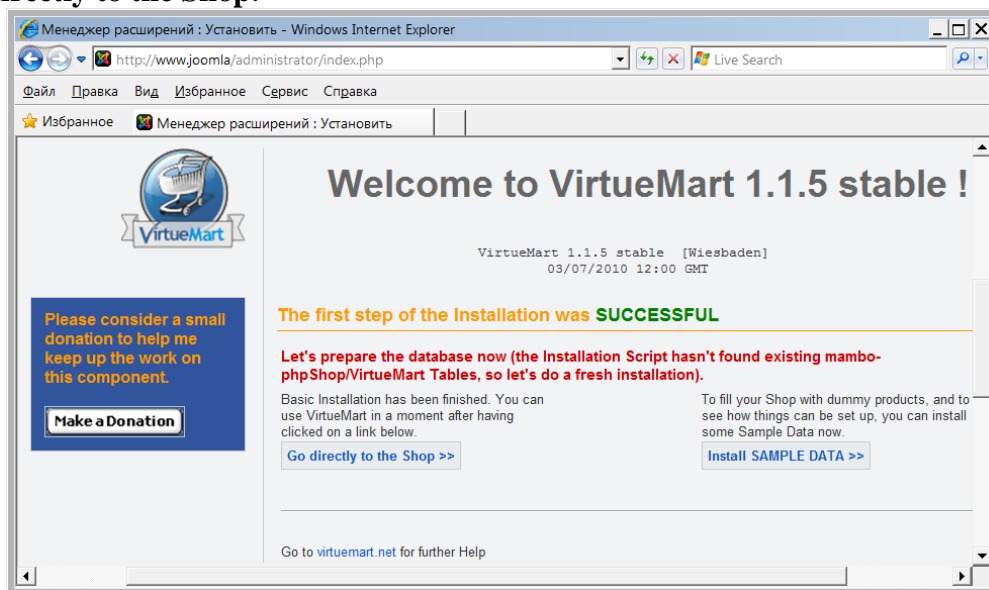 rectly to the Shop.
Менеджер расширений : Установить - Windows Internet Explorer
http://www.joomla/administrator/index.php
Live Search
Файл Правка Вид Избранное Сервис Справка
Избранное
Менеджер расширений : Установить
VirtueMart
Welcome to VirtueMart 1.1.5 stable !
VirtueMart 1.1.5 stable [Wiesbaden]
03/07/2010 12:00 GMT
Please consider a small
donation to help me
keep up the work on
this component.
Make a Donation
The first step of the Installation was SUCCESSFUL
Let's prepare the database now (the Installation Script hasn't found existing mambo-
phpShop/VirtueMart Tables, so let's do a fresh installation).
Basic Installation has been finished. You can
use VirtueMart in a moment after having
clicked on a link below.
Go directly to the Shop >>
To fill your Shop with dummy products, and to
see how things can be set up, you can install
some Sample Data now.
Install SAMPLE DATA >>
Go to virtuemart.net for further Help